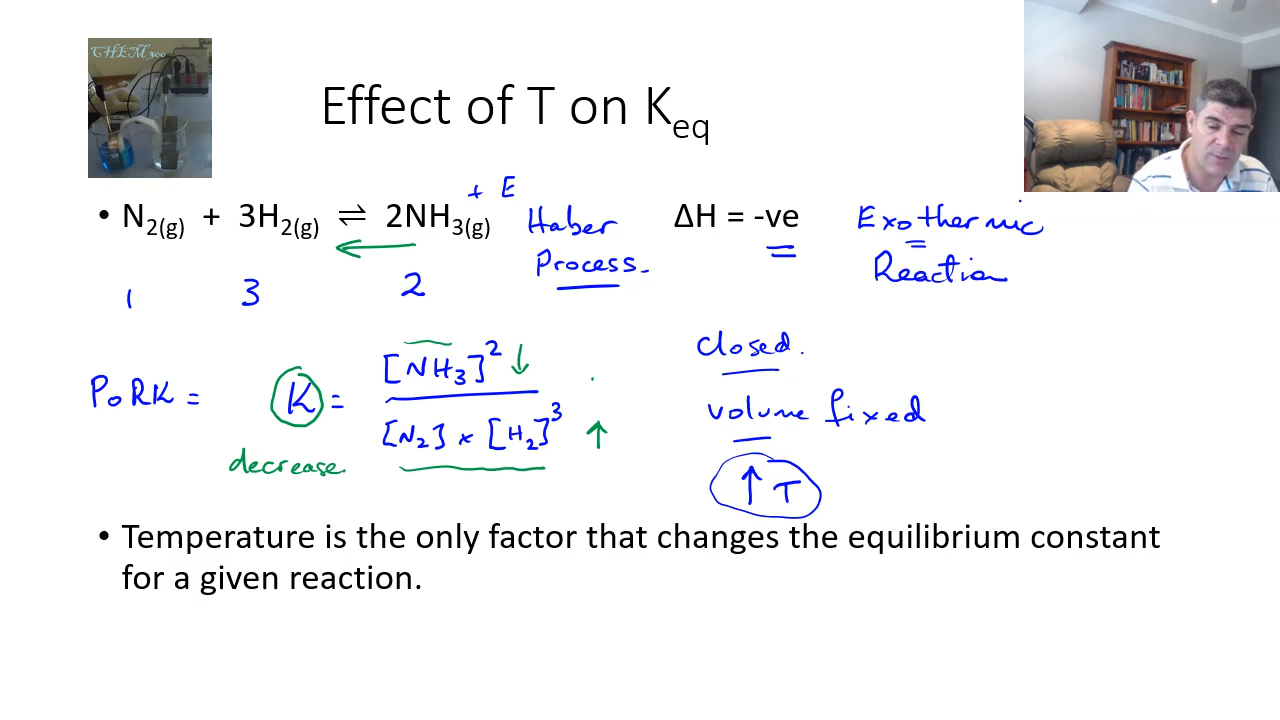 CHEM300
Effect of T on Keq
+ E
• N2(g) + 3H2(g) ⇌ 2NH3(g) Haber Process. ΔH = -ve Exothermic Reaction
1 3 2
closed.
PoRK = K = [NH3]² ↓
[N2] × [H2]³ ↑
volume fixed
decrease.
↑ T
• Temperature is the only factor that changes the equilibrium constant
for a given reaction.